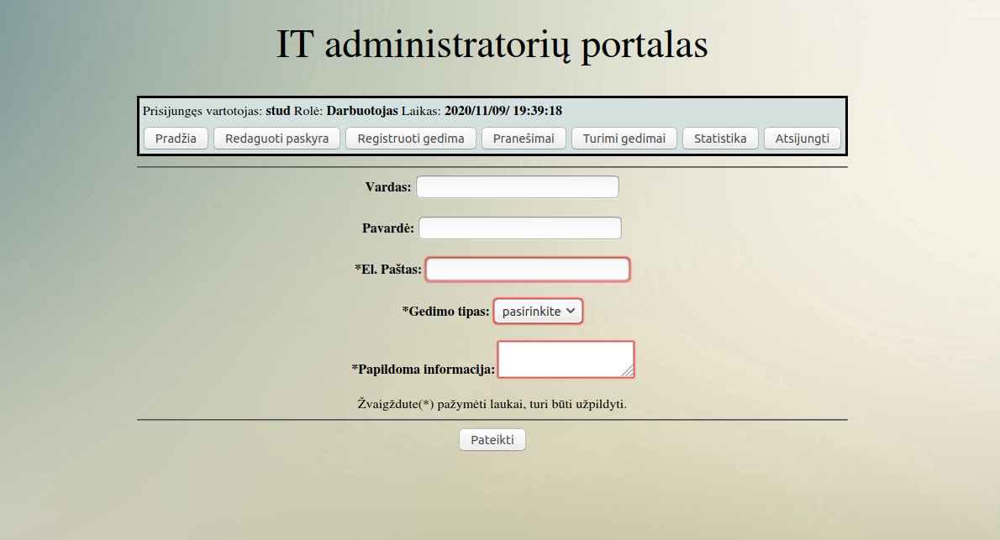 IT administratorių portalas
Prisijungęs vartotojas: stud Rolė: Darbuotojas Laikas: 2020/11/09/ 19:39:18
Pradžia Redaguoti paskyra Registruoti gedima Pranešimai Turimi gedimai Statistika Atsijungti
Vardas:
Pavardė:
*El. Paštas:
*Gedimo tipas: pasirinkite
*Papildoma informacija:
Žvaigždute(*) pažymėti laukai, turi būti užpildyti.
Pateikti